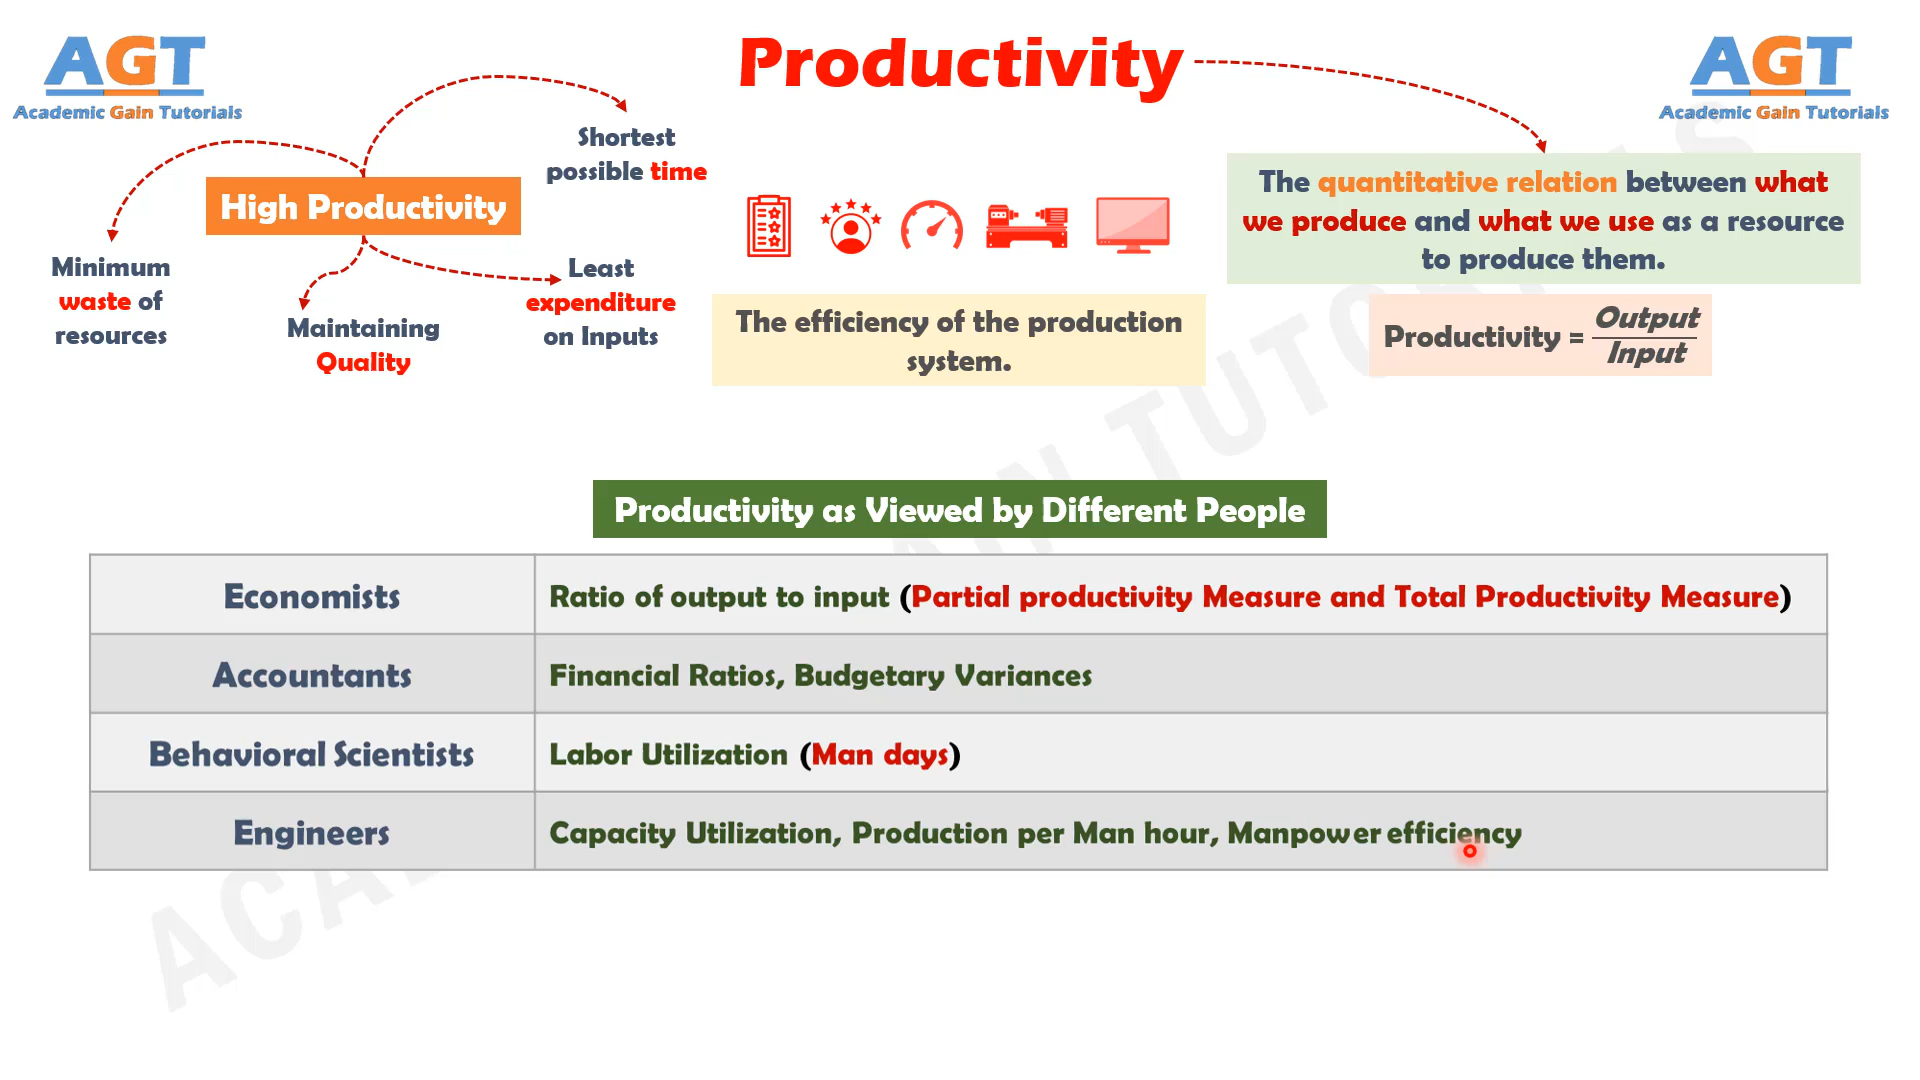 AGT
Academic Gain Tutorials
Productivity
AGT
Academic Gain Tutorials
High Productivity
Shortest
possible time
Minimum
waste of
resources
Maintaining
Quality
Least
expenditure
on Inputs
The efficiency of the production
system.
The quantitative relation between what
we produce and what we use as a resource
to produce them.
Productivity = Output
Input
Productivity as Viewed by Different People
Economists
Ratio of output to input (Partial productivity Measure and Total Productivity Measure)
Accountants
Financial Ratios, Budgetary Variances
Behavioral Scientists
Labor Utilization (Man days)
Engineers
Capacity Utilization, Production per Man hour, Manpower efficiency